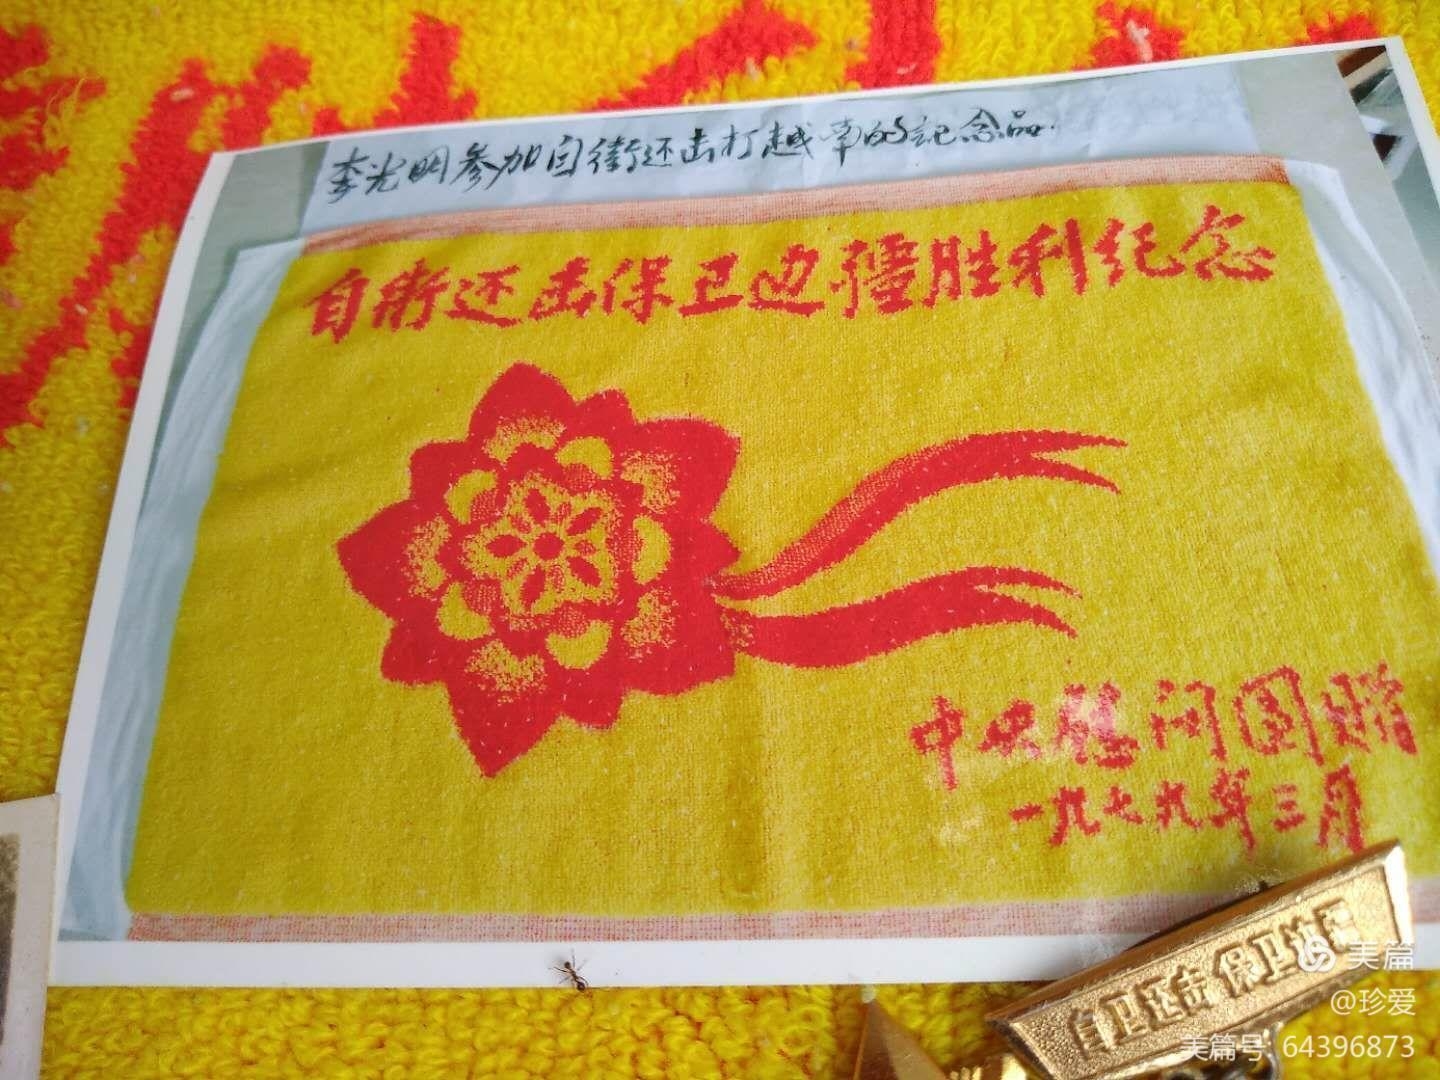 李光明参加自衛还击打越南的記念品.
自衛还击保卫边疆胜利纪念
中央慰问团赠
一九七九年三月
自卫还击 保卫边
美篇
@珍爱
美篇号: 64396873